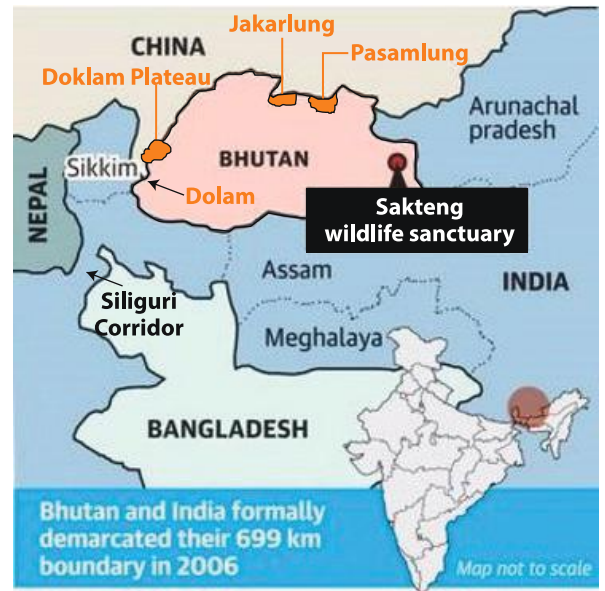 Jakarlung
CHINA
Pasamlung
Doklam Plateau
Arunachal
pradesh
BHUTAN
Sikkim
NEPAL
Dolam
Sakteng
wildlife sanctuary
Assam
INDIA
Siliguri
Corridor
Meghalaya
BANGLADESH
Bhutan and India formally
demarcated their 699 km
boundary in 2006
Map not to scale